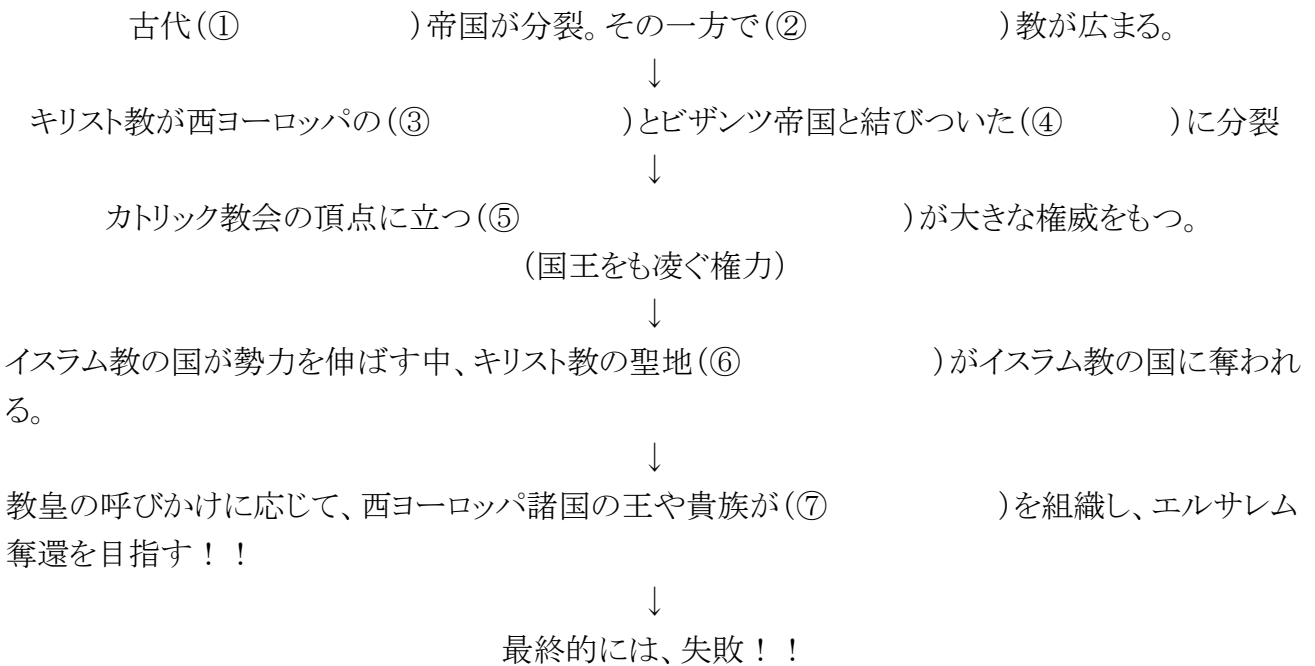 古代(①　　　　　)帝国が分裂。その一方で(②　　　　　　)教が広まる。
↓
キリスト教が西ヨーロッパの(③　　　　　　)とビザンツ帝国と結びついた(④　　　)に分裂
↓
カトリック教会の頂点に立つ(⑤　　　　　　　　　　　　)が大きな権威をもつ。
(国王をも凌ぐ権力)
↓
イスラム教の国が勢力を伸ばす中、キリスト教の聖地(⑥　　　　　　)がイスラム教の国に奪われ
る。
↓
教皇の呼びかけに応じて、西ヨーロッパ諸国の王や貴族が(⑦　　　　　)を組織し、エルサレム
奪還を目指す！！
↓
最終的には、失敗！！